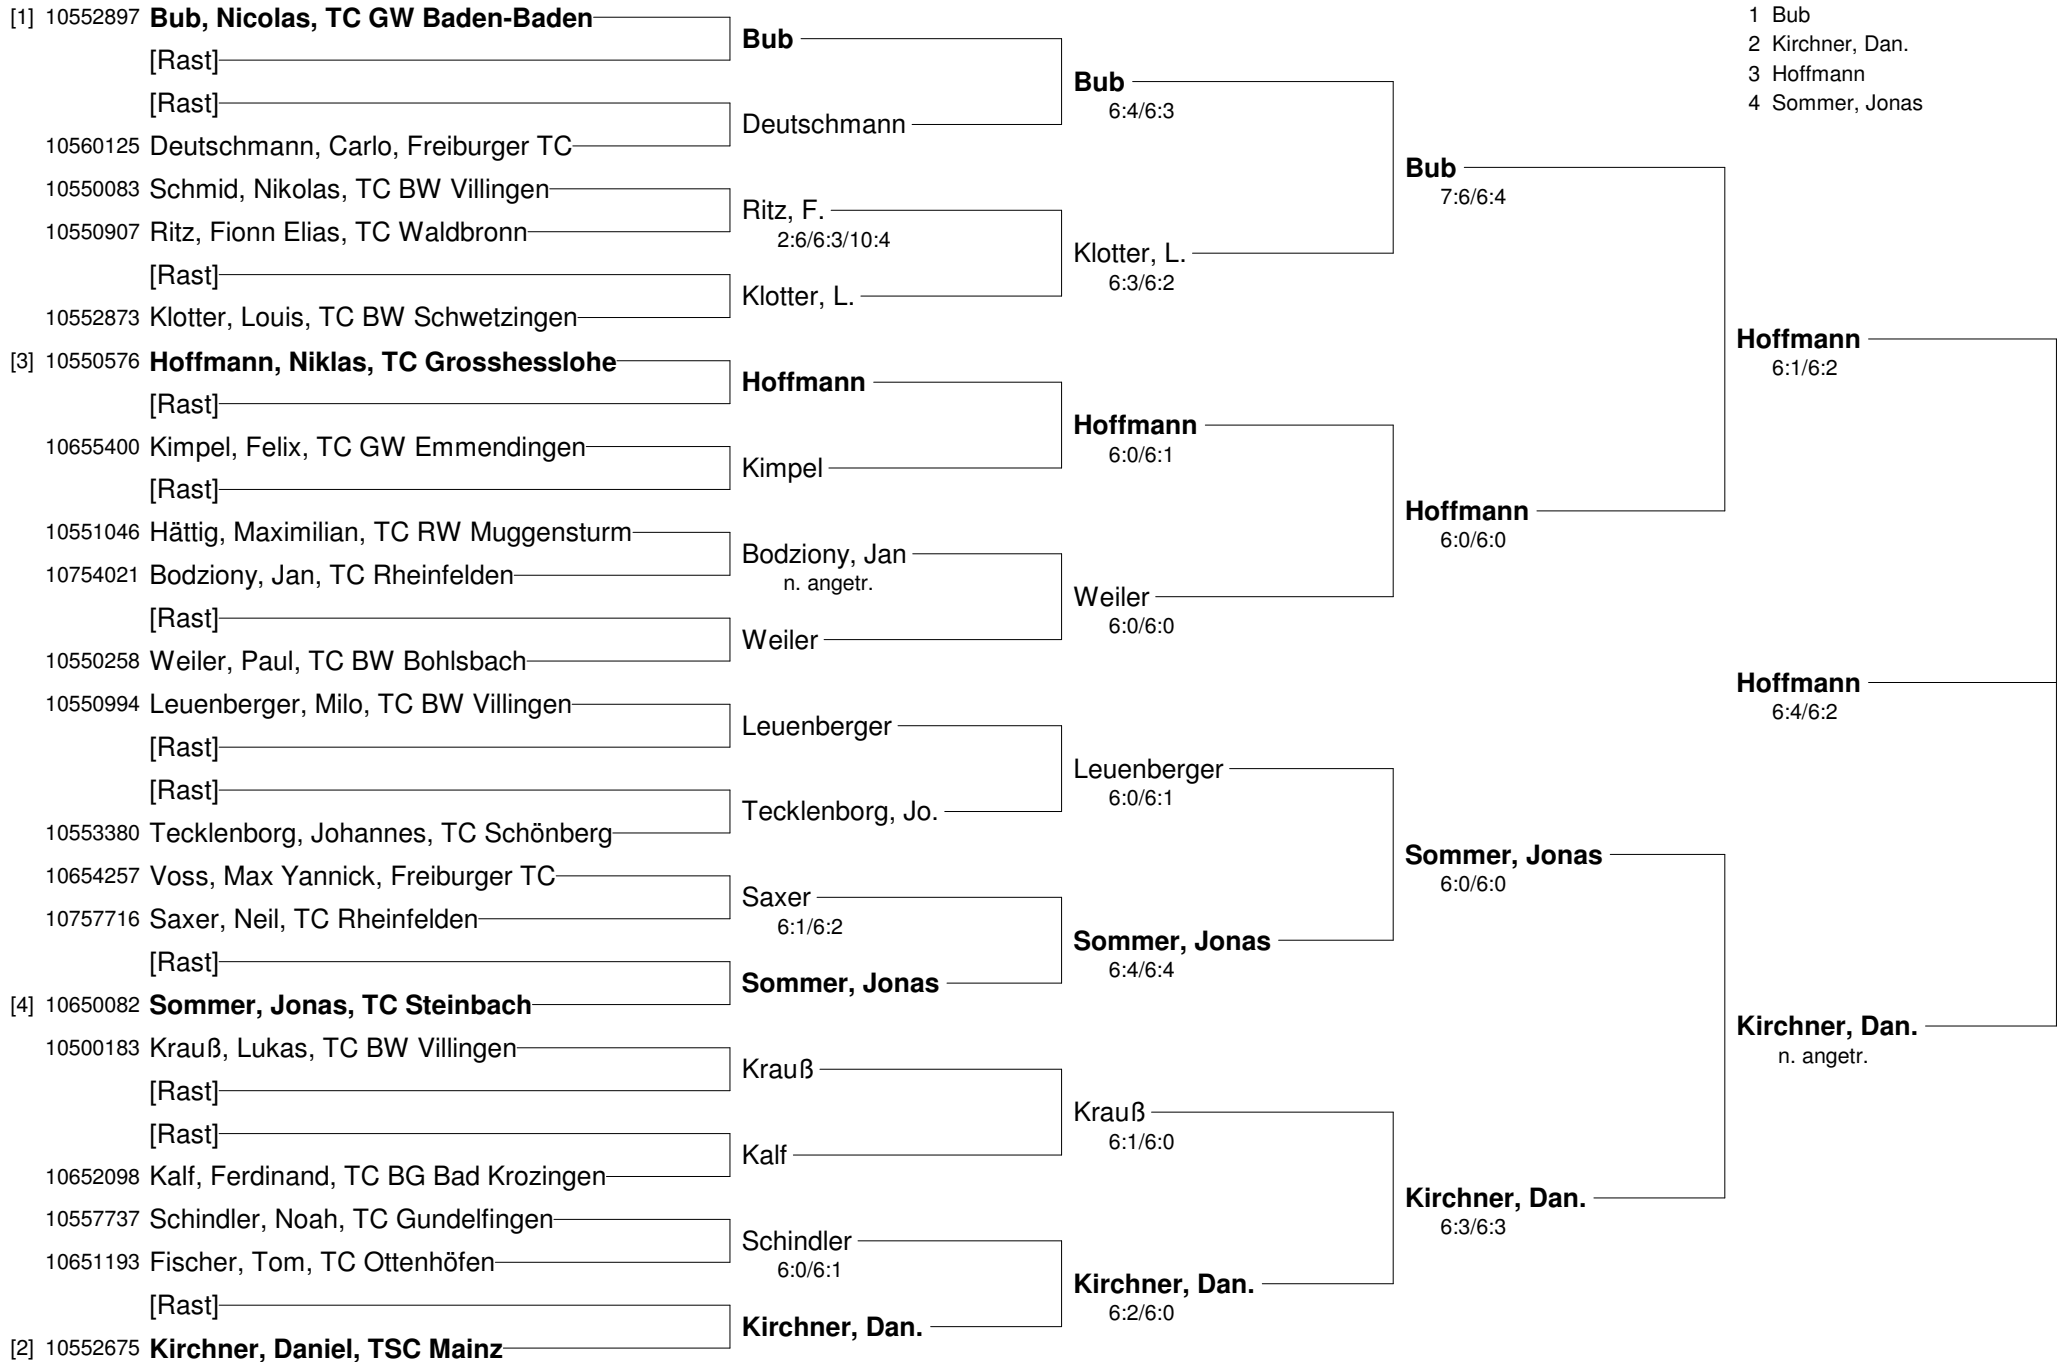 [1] 10552897 Bub, Nicolas, TC GW Baden-Baden
[Rast]
[Rast]
10560125 Deutschmann, Carlo, Freiburger TC
10550083 Schmid, Nikolas, TC BW Villingen
10550907 Ritz, Fionn Elias, TC Waldbronn
[Rast]
10552873 Klotter, Louis, TC BW Schwetzingen
[3] 10550576 Hoffmann, Niklas, TC Grosshesslohe
[Rast]
10655400 Kimpel, Felix, TC GW Emmendingen
[Rast]
10551046 Hättig, Maximilian, TC RW Muggensturm
10754021 Bodziony, Jan, TC Rheinfelden
[Rast]
10550258 Weiler, Paul, TC BW Bohlsbach
10550994 Leuenberger, Milo, TC BW Villingen
[Rast]
[Rast]
10553380 Tecklenborg, Johannes, TC Schönberg
10654257 Voss, Max Yannick, Freiburger TC
10757716 Saxer, Neil, TC Rheinfelden
[Rast]
[4] 10650082 Sommer, Jonas, TC Steinbach
10500183 Krauß, Lukas, TC BW Villingen
[Rast]
[Rast]
10652098 Kalf, Ferdinand, TC BG Bad Krozingen
10557737 Schindler, Noah, TC Gundelfingen
10651193 Fischer, Tom, TC Ottenhöfen
[Rast]
[2] 10552675 Kirchner, Daniel, TSC Mainz
Bub
Deutschmann
Ritz, F.
2:6/6:3/10:4
Klotter, L.
Hoffmann
Kimpel
Bodziony, Jan
n. angetr.
Weiler
Leuenberger
Tecklenborg, Jo.
Saxer
6:1/6:2
Sommer, Jonas
Krauß
Kalf
Schindler
6:0/6:1
Kirchner, Dan.
Bub
6:4/6:3
Klotter, L.
6:3/6:2
Hoffmann
6:0/6:1
Weiler
6:0/6:0
Leuenberger
6:0/6:1
Sommer, Jonas
6:4/6:4
Krauß
6:1/6:0
Kirchner, Dan.
6:2/6:0
Bub
7:6/6:4
Hoffmann
6:0/6:0
Sommer, Jonas
6:0/6:0
Kirchner, Dan.
6:3/6:3
Hoffmann
6:1/6:2
Hoffmann
6:4/6:2
Kirchner, Dan.
n. angetr.
1 Bub
2 Kirchner, Dan.
3 Hoffmann
4 Sommer, Jonas